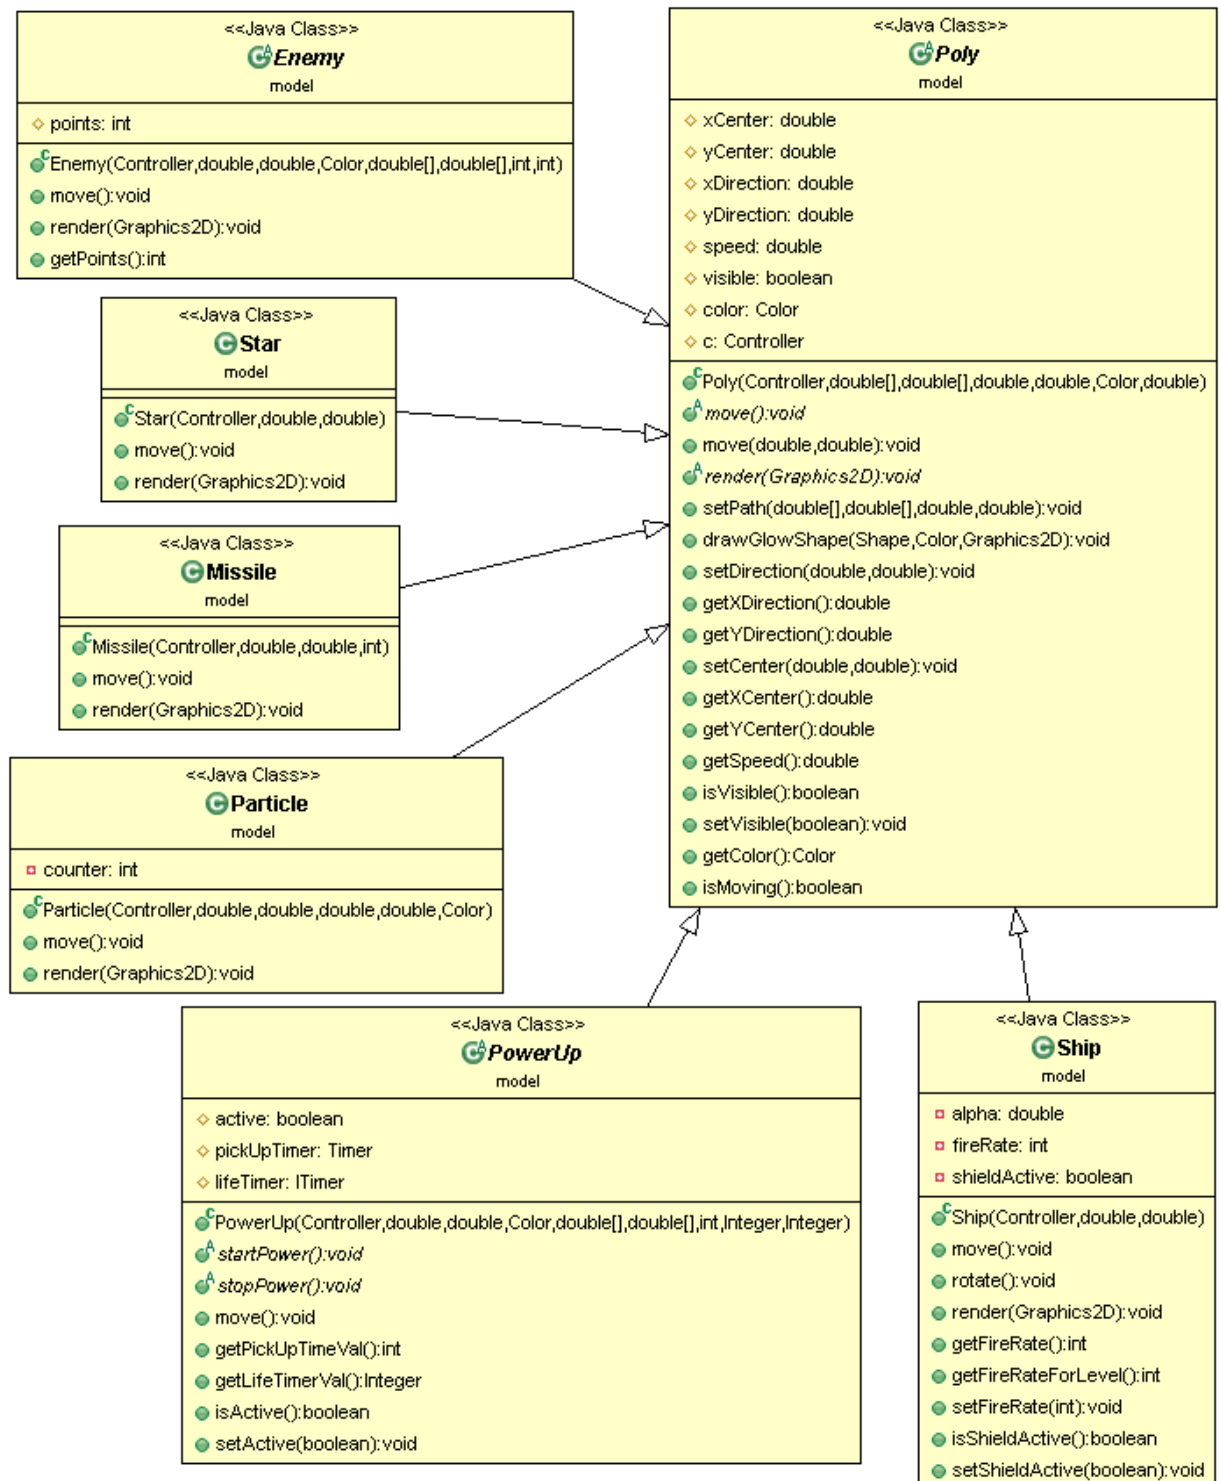 <<Java Class>>
Enemy
model
points: int
Enemy(Controller,double,double,Color,double[],double[],int,int)
move():void
render(Graphics2D):void
getPoints():int
<<Java Class>>
Star
model
Star(Controller,double,double)
move():void
render(Graphics2D):void
<<Java Class>>
Missile
model
Missile(Controller,double,double,int)
move():void
render(Graphics2D):void
<<Java Class>>
Particle
model
counter: int
Particle(Controller,double,double,double,double,Color)
move():void
render(Graphics2D):void
<<Java Class>>
Poly
model
xCenter: double
yCenter: double
xDirection: double
yDirection: double
speed: double
visible: boolean
color: Color
c: Controller
Poly(Controller,double[],double[],double,double,Color,double)
move():void
move(double,double):void
render(Graphics2D):void
setPath(double[],double[],double,double):void
drawGlowShape(Shape,Color,Graphics2D):void
setDirection(double,double):void
getXDirection():double
getYDirection():double
setCenter(double,double):void
getXCenter():double
getYCenter():double
getSpeed():double
isVisible():boolean
setVisible(boolean):void
getColor():Color
isMoving():boolean
<<Java Class>>
PowerUp
model
active: boolean
pickUpTimer: Timer
lifeTimer: ITimer
PowerUp(Controller,double,double,Color,double[],double[],int,Integer,Integer)
startPower():void
stopPower():void
move():void
getPickUpTimeVal():int
getLifeTimerVal():Integer
isActive():boolean
setActive(boolean):void
<<Java Class>>
Ship
model
alpha: double
fireRate: int
shieldActive: boolean
Ship(Controller,double,double)
move():void
rotate():void
render(Graphics2D):void
getFireRate():int
getFireRateForLevel():int
setFireRate(int):void
isShieldActive():boolean
setShieldActive(boolean):void